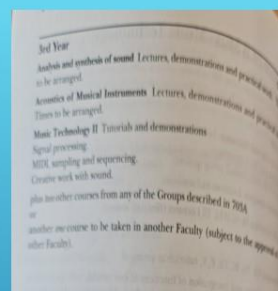 3rd Year
Analysis and synthesis of sound Lectures, demonstrations and practical work
to be arranged.
Acoustics of Musical Instruments Lectures, demonstrations and
Times to be arranged.
Music Technology II Tutorials and demonstrations
Signal processing.
MIDI, sampling and sequencing.
Creative work with sound.
plus two other courses from any of the Groups described in
or
another course to be taken in another Faculty (subject to the approval
other Faculty).